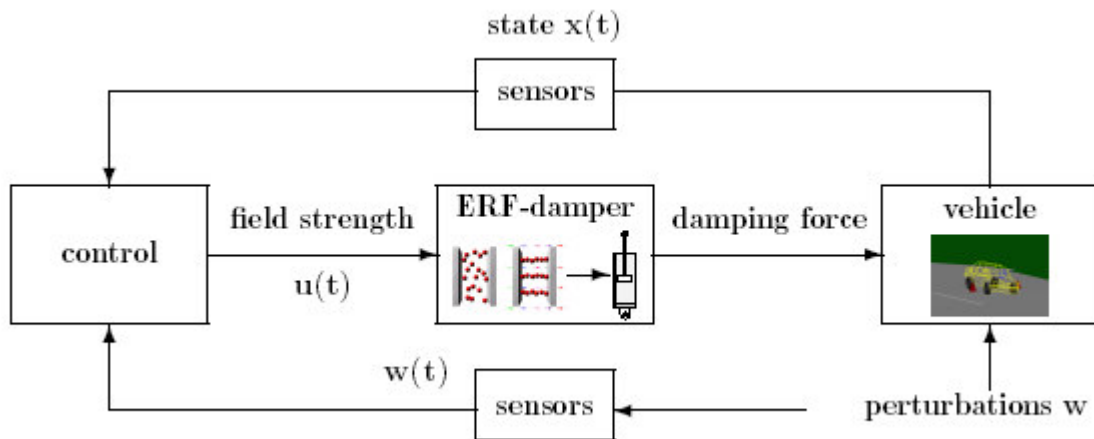 state x(t)
sensors
control
field strength
u(t)
ERF-damper
damping force
vehicle
w(t)
sensors
perturbations w